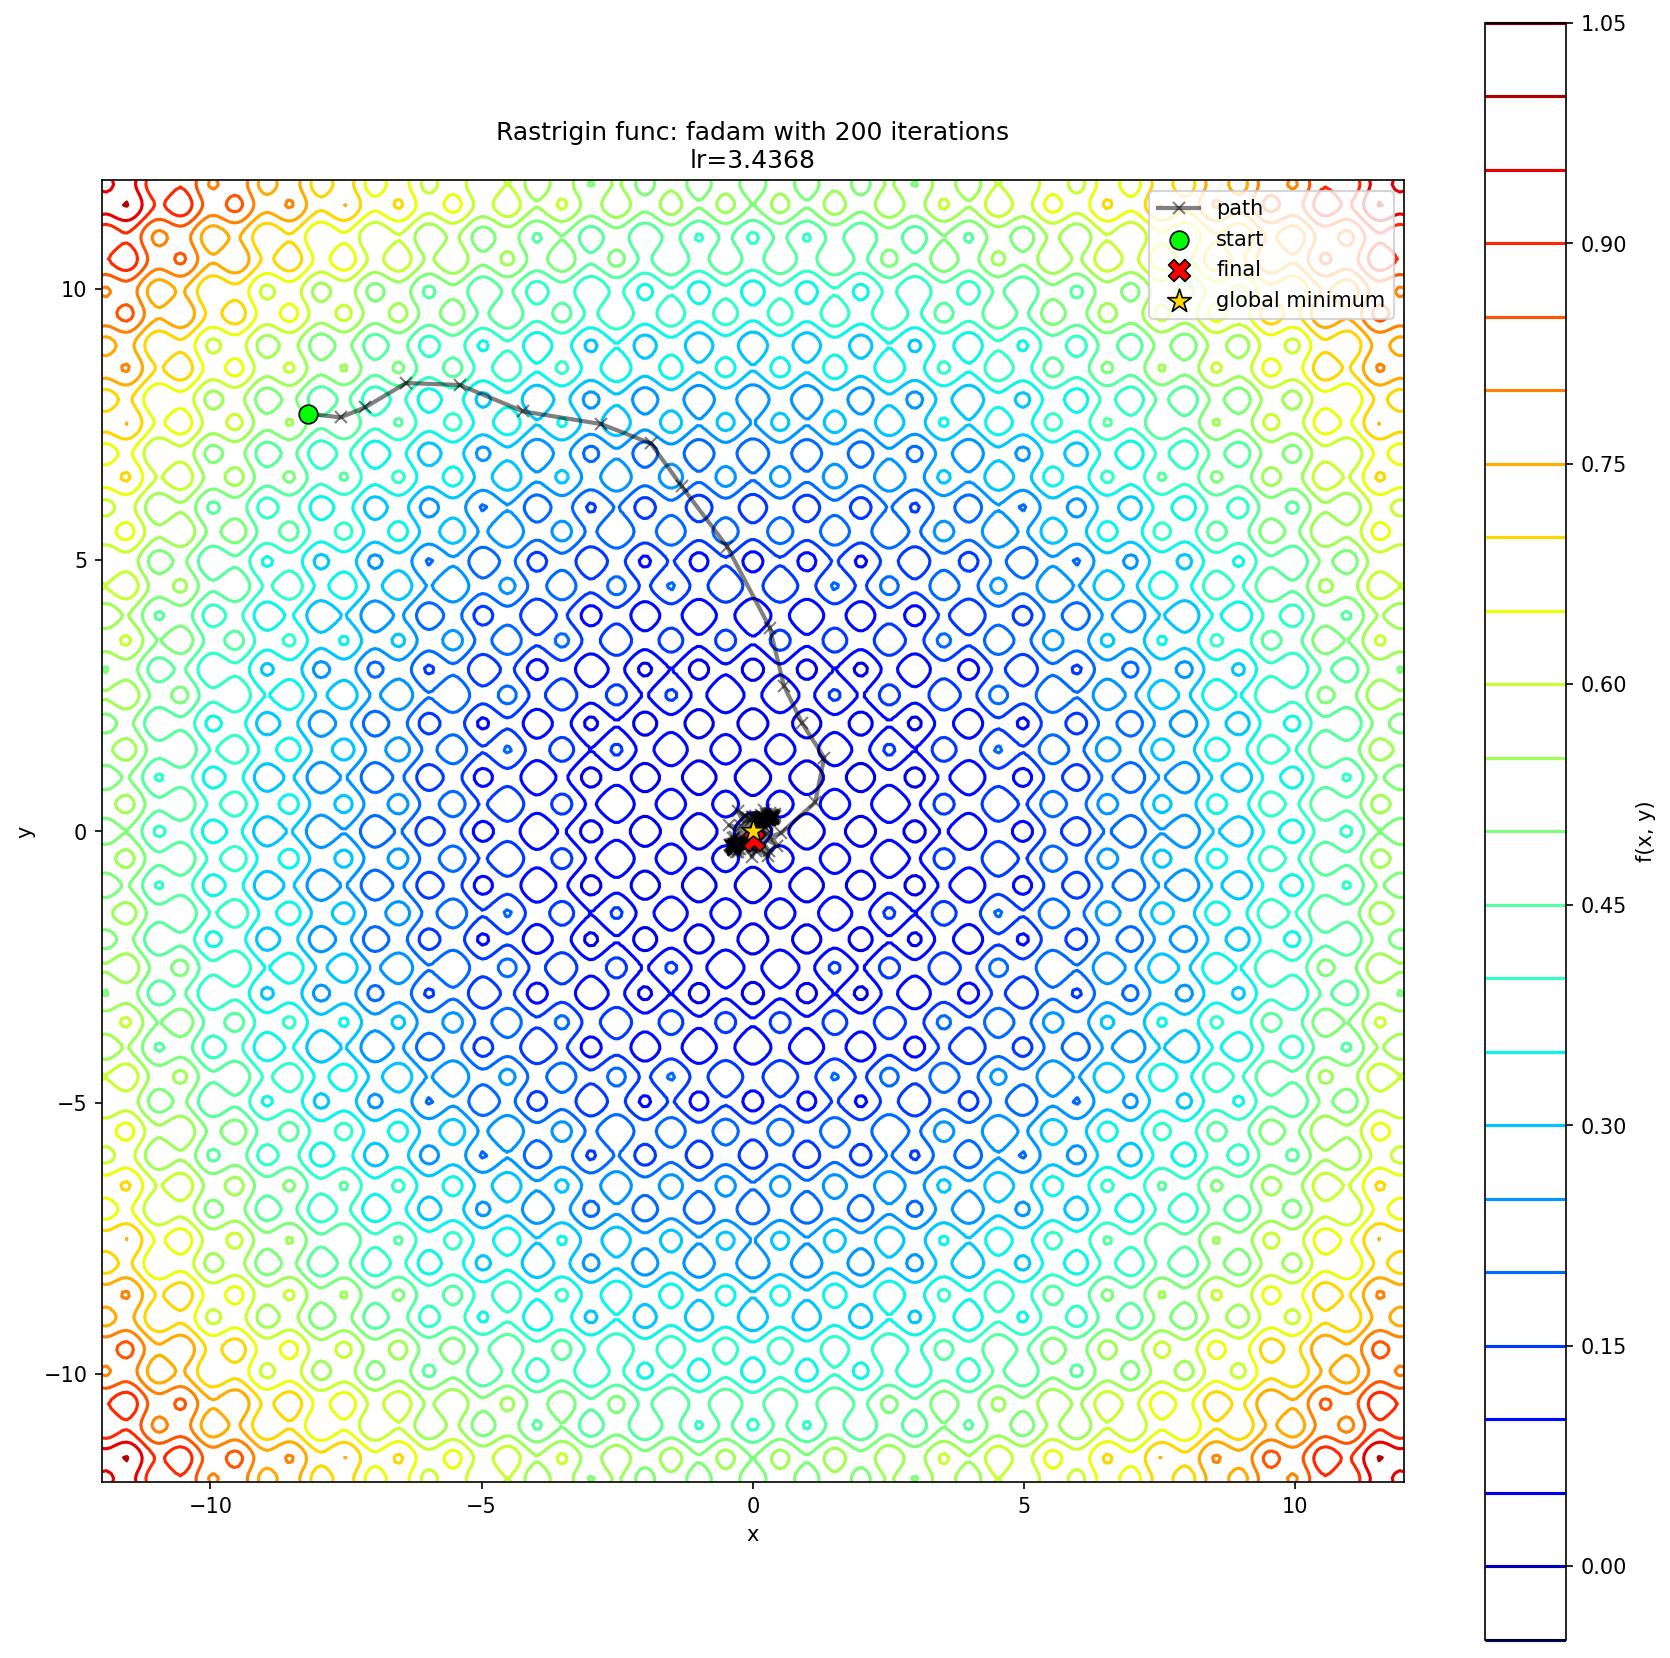 Rastrigin func: fadam with 200 iterations
lr=3.4368
path
start
final
global minimum
10
5
0
−5
−10
y
−10
−5
0
5
10
x
1.05
0.90
0.75
0.60
0.45
0.30
0.15
0.00
f(x, y)